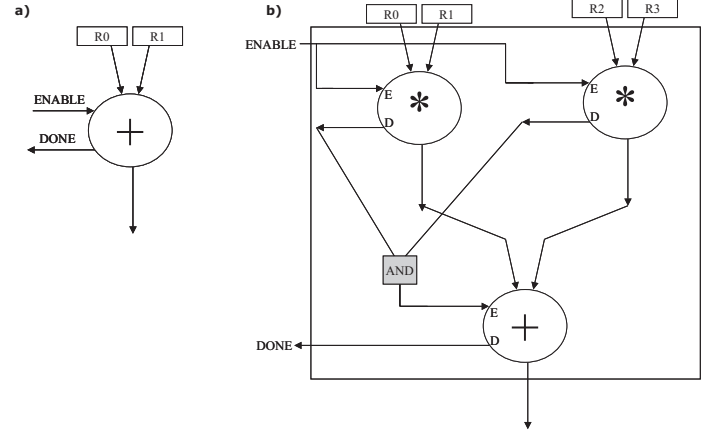 a)
R0
R1
ENABLE
DONE
+
b)
R0
R1
R2
R3
ENABLE
E
*
D
E
*
D
AND
E
+
D
DONE